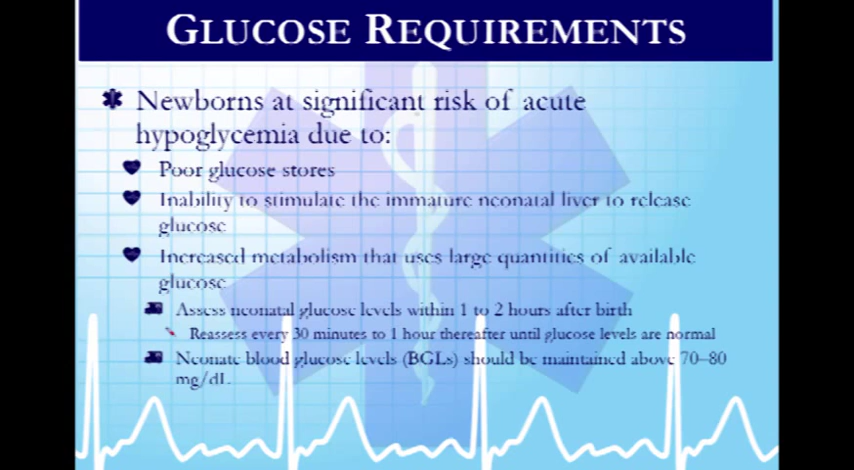 GLUCOSE REQUIREMENTS
Newborns at significant risk of acute
hypoglycemia due to:
Poor glucose stores
Inability to stimulate the immature neonatal liver to release
glucose
Increased metabolism that uses large quantities of available
glucose
Assess neonatal glucose levels within 1 to 2 hours after birth
Reassess every 30 minutes to 1 hour thereafter until glucose levels are normal
Neonate blood glucose levels (BGLs) should be maintained above 70–80
mg/dL